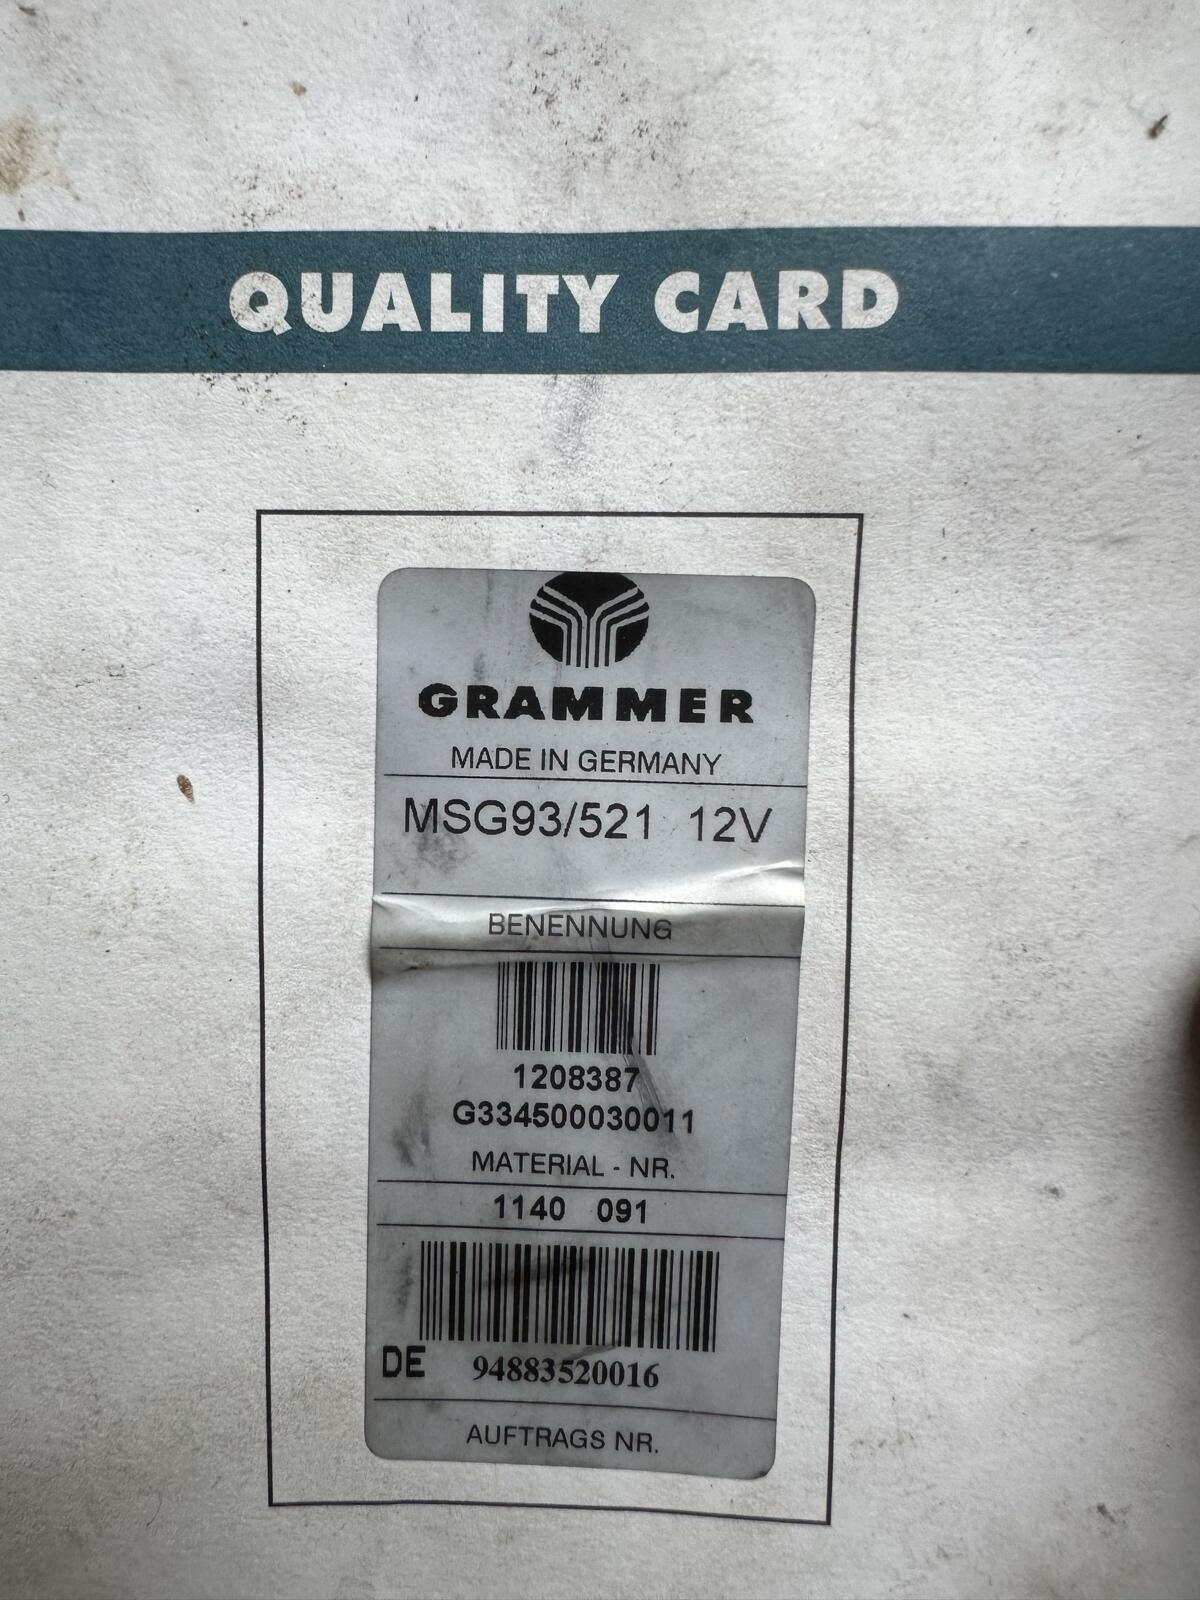 QUALITY CARD
GRAMMER
MADE IN GERMANY
MSG93/521 12V
BENENNUNG
1208387
G334500030011
MATERIAL - NR.
1140 091
DE 94883520016
AUFTRAGS NR.